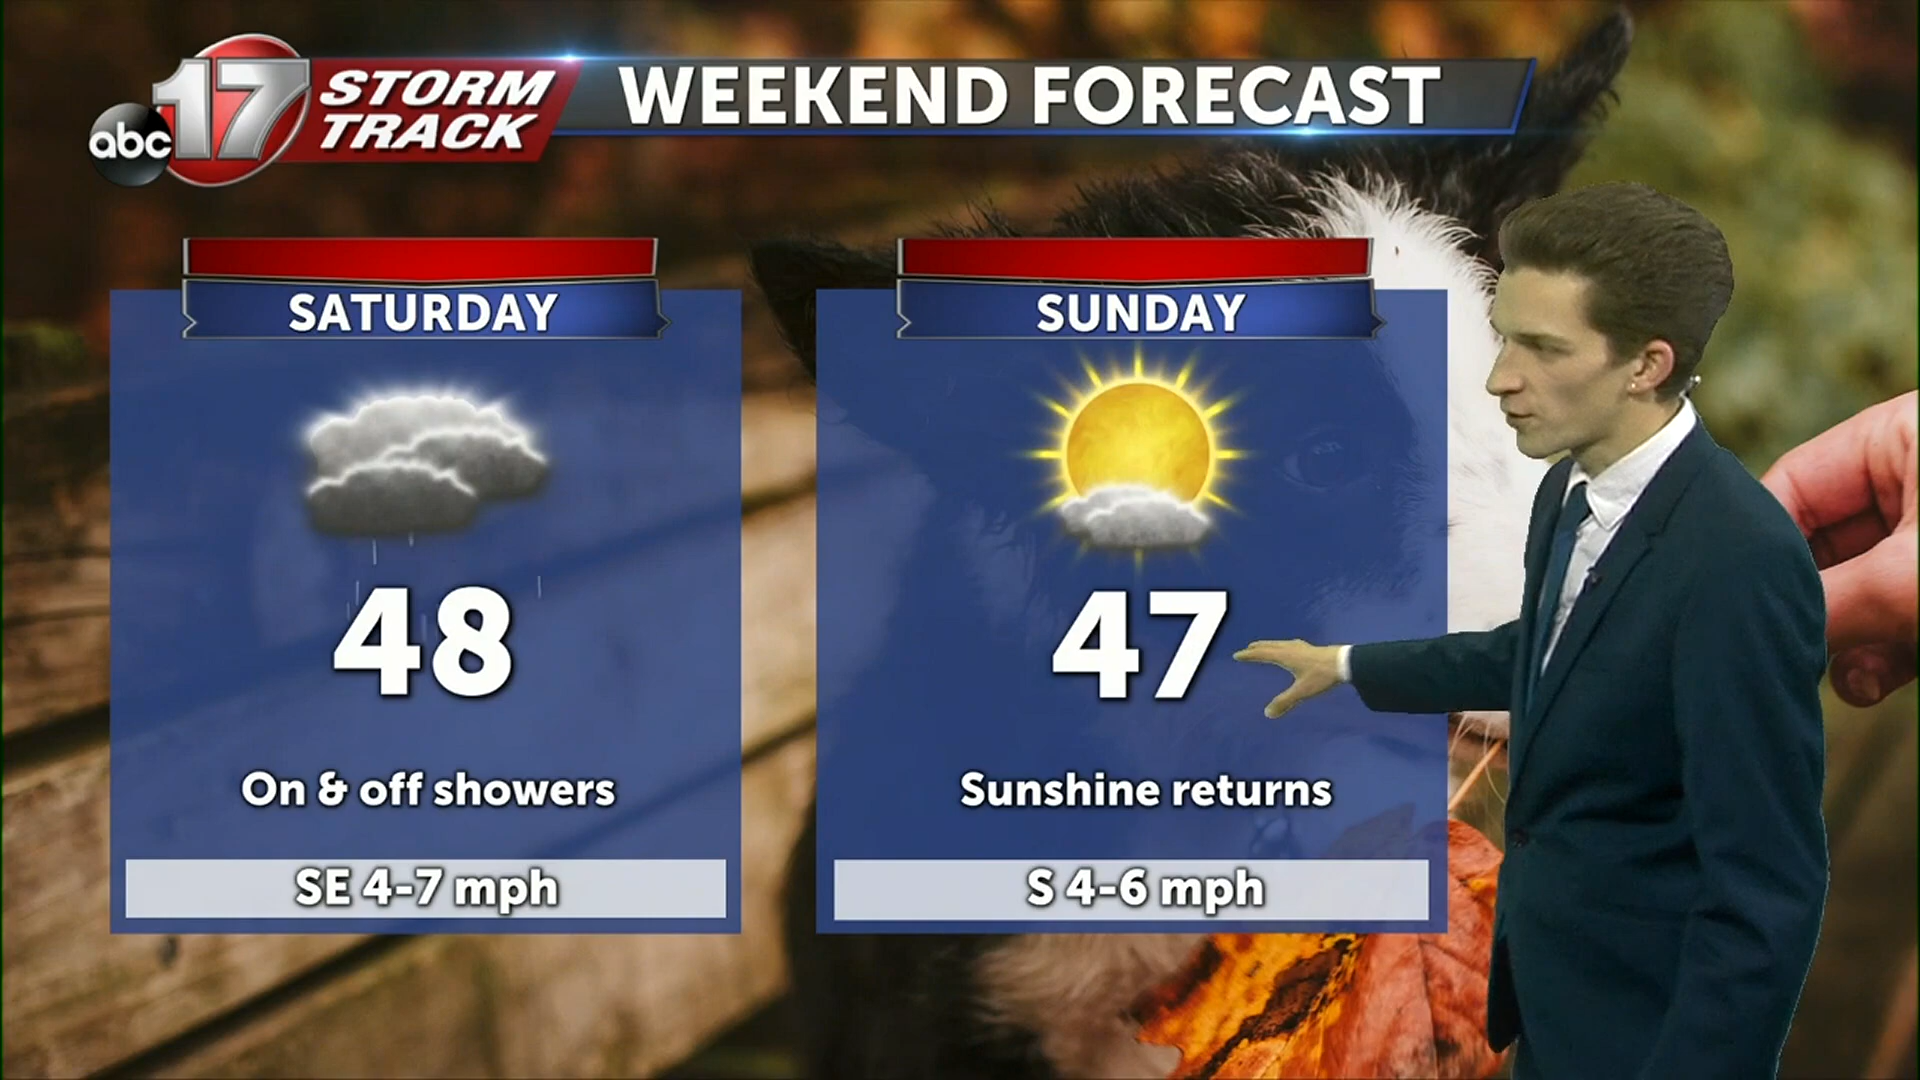 abc 17 STORM TRACK
WEEKEND FORECAST
SATURDAY
48
On & off showers
SE 4-7 mph
SUNDAY
47
Sunshine returns
S 4-6 mph